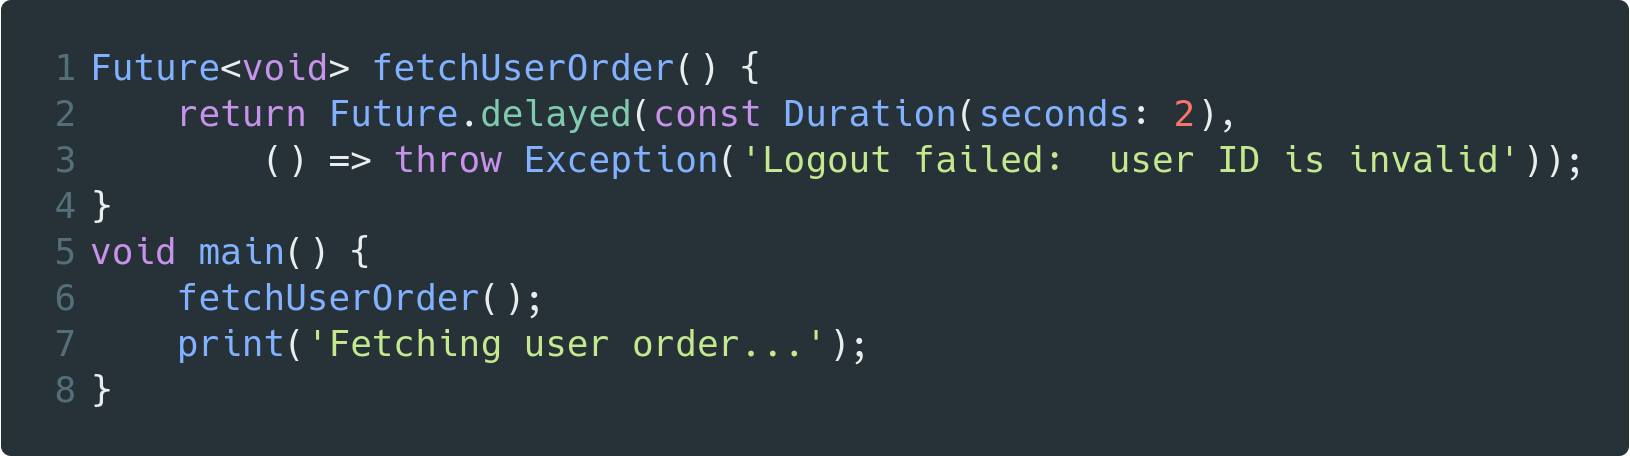 1 Future<void> fetchUserOrder() {
2     return Future.delayed(const Duration(seconds: 2),
3         () => throw Exception('Logout failed:  user ID is invalid'));
4 }
5 void main() {
6     fetchUserOrder();
7     print('Fetching user order...');
8 }